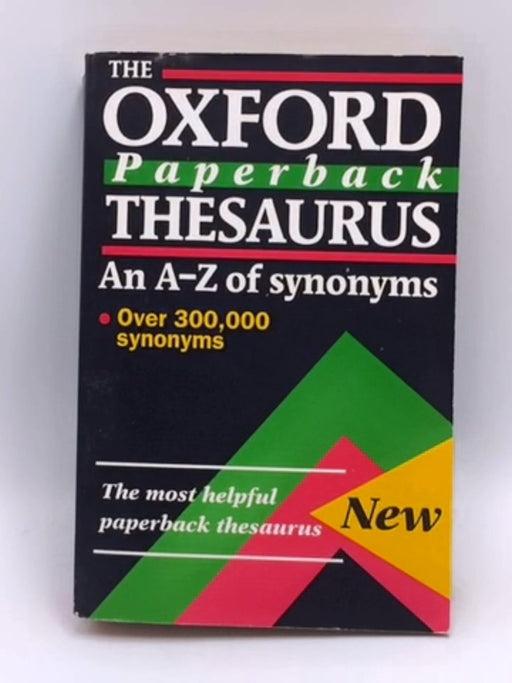 THE
OXFORD
Paperback
THESAURUS
An A–Z of synonyms
• Over 300,000
synonyms
The most helpful
paperback thesaurus
New